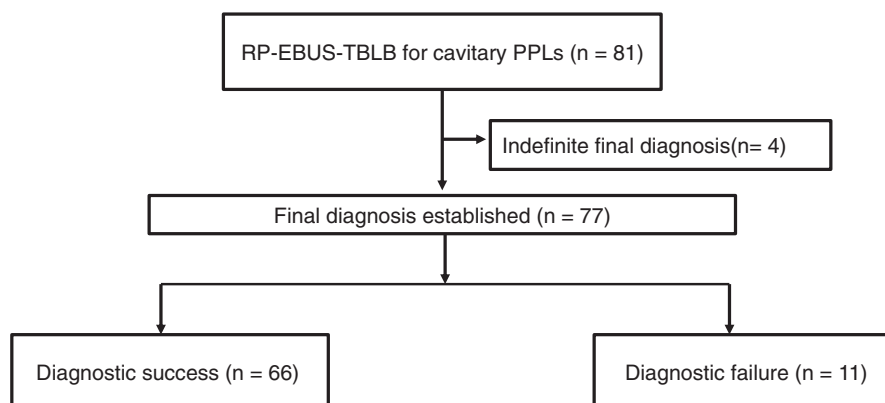 RP-EBUS-TBLB for cavitary PPLs (n = 81)
Indefinite final diagnosis(n= 4)
Final diagnosis established (n = 77)
Diagnostic success (n = 66)
Diagnostic failure (n = 11)